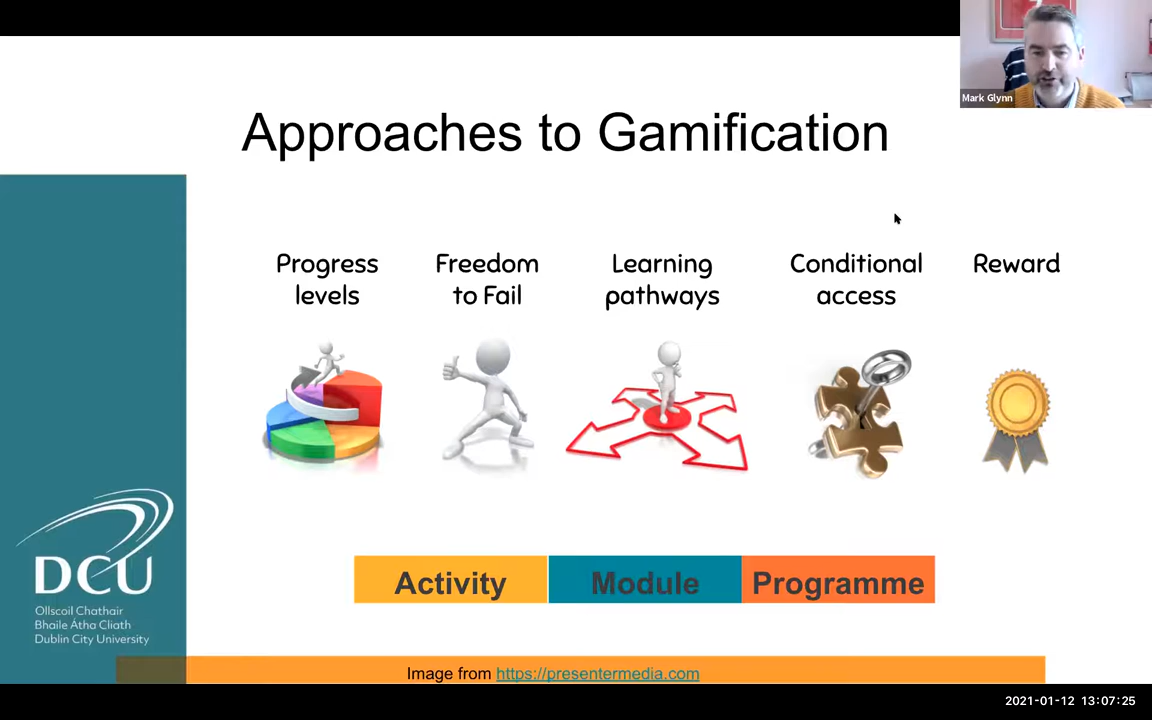 Mark Glynn
Approaches to Gamification
Progress
levels
Freedom
to Fail
Learning
pathways
Conditional
access
Reward
Activity
Module
Programme
DCU
Ollscoil Chathair
Bhaile Átha Cliath
Dublin City University
Image from https://presentermedia.com
2021-01-12 13:07:25